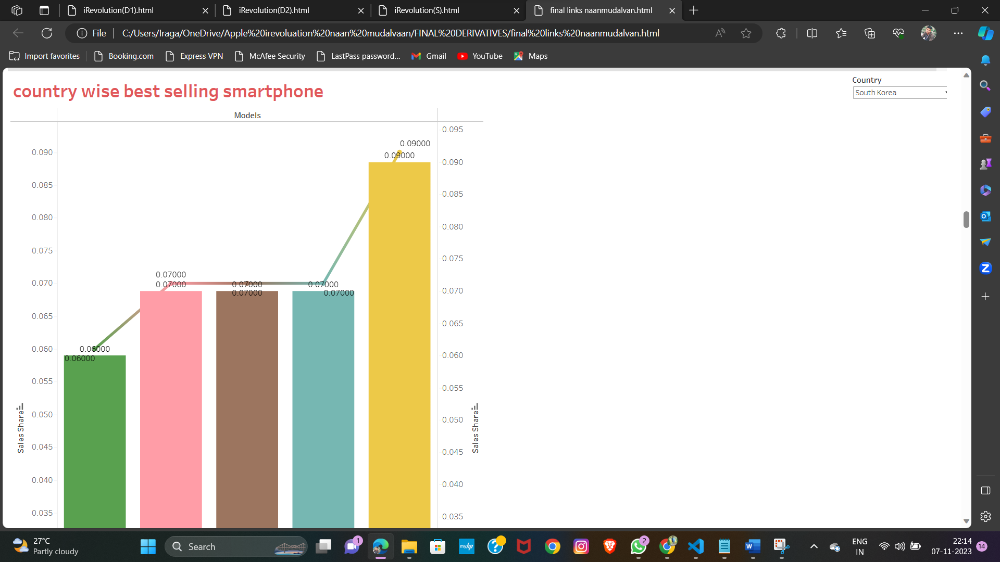 iRevolution(D1).html
iRevolution(D2).html
iRevolution(S).html
final links naanmudalvan.html
File
C:/Users/Iraga/OneDrive/Apple%20irevoluation%20naan%20mudalvaan/FINAL%20DERIVATIVES/final%20links%20naanmudalvan.html
Import favorites
Booking.com
Express VPN
McAfee Security
LastPass password...
Gmail
YouTube
Maps
country wise best selling smartphone
Country
South Korea
Models
0.090
0.085
0.080
0.075
0.070
0.065
0.060
0.055
0.050
0.045
0.040
0.035
Sales Share
0.06000
0.06000
0.07000
0.07000
0.07000
0.07000
0.07000
0.07000
0.09000
0.09000
0.095
0.090
0.085
0.080
0.075
0.070
0.065
0.060
0.055
0.050
0.045
0.040
0.035
Sales Share
27°C
Partly cloudy
Search
1
myhp
2
ENG
IN
22:14
07-11-2023
14